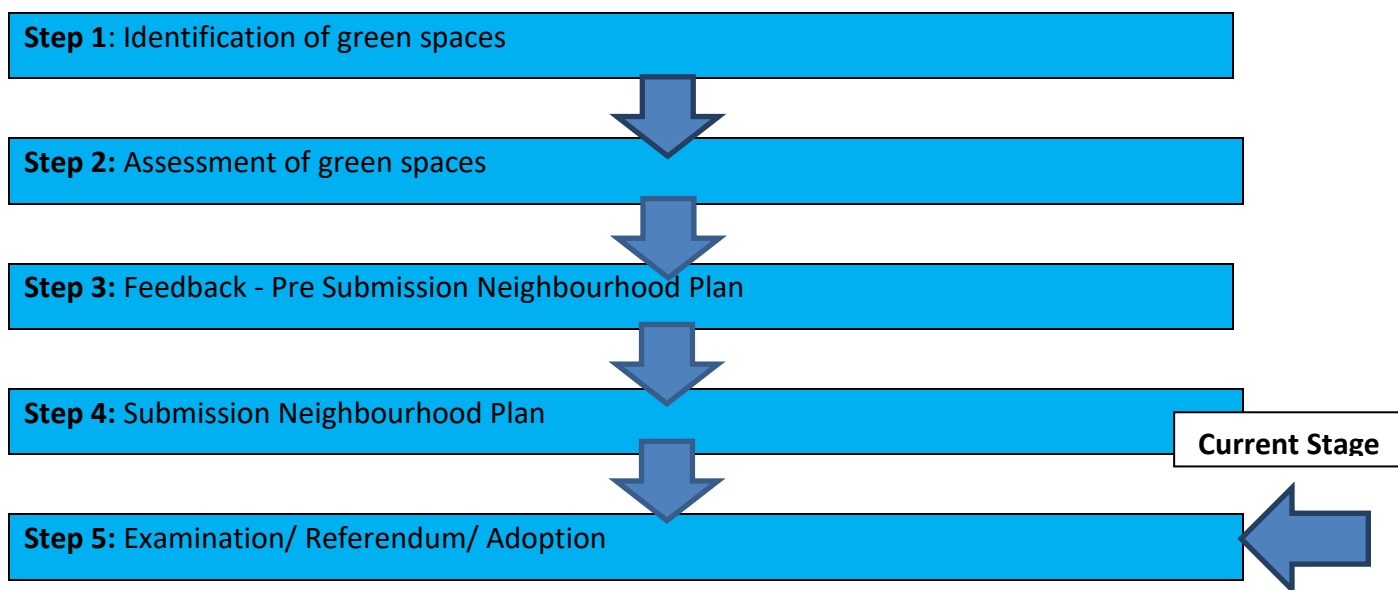 Step 1: Identification of green spaces
Step 2: Assessment of green spaces
Step 3: Feedback - Pre Submission Neighbourhood Plan
Step 4: Submission Neighbourhood Plan
Current Stage
Step 5: Examination/ Referendum/ Adoption